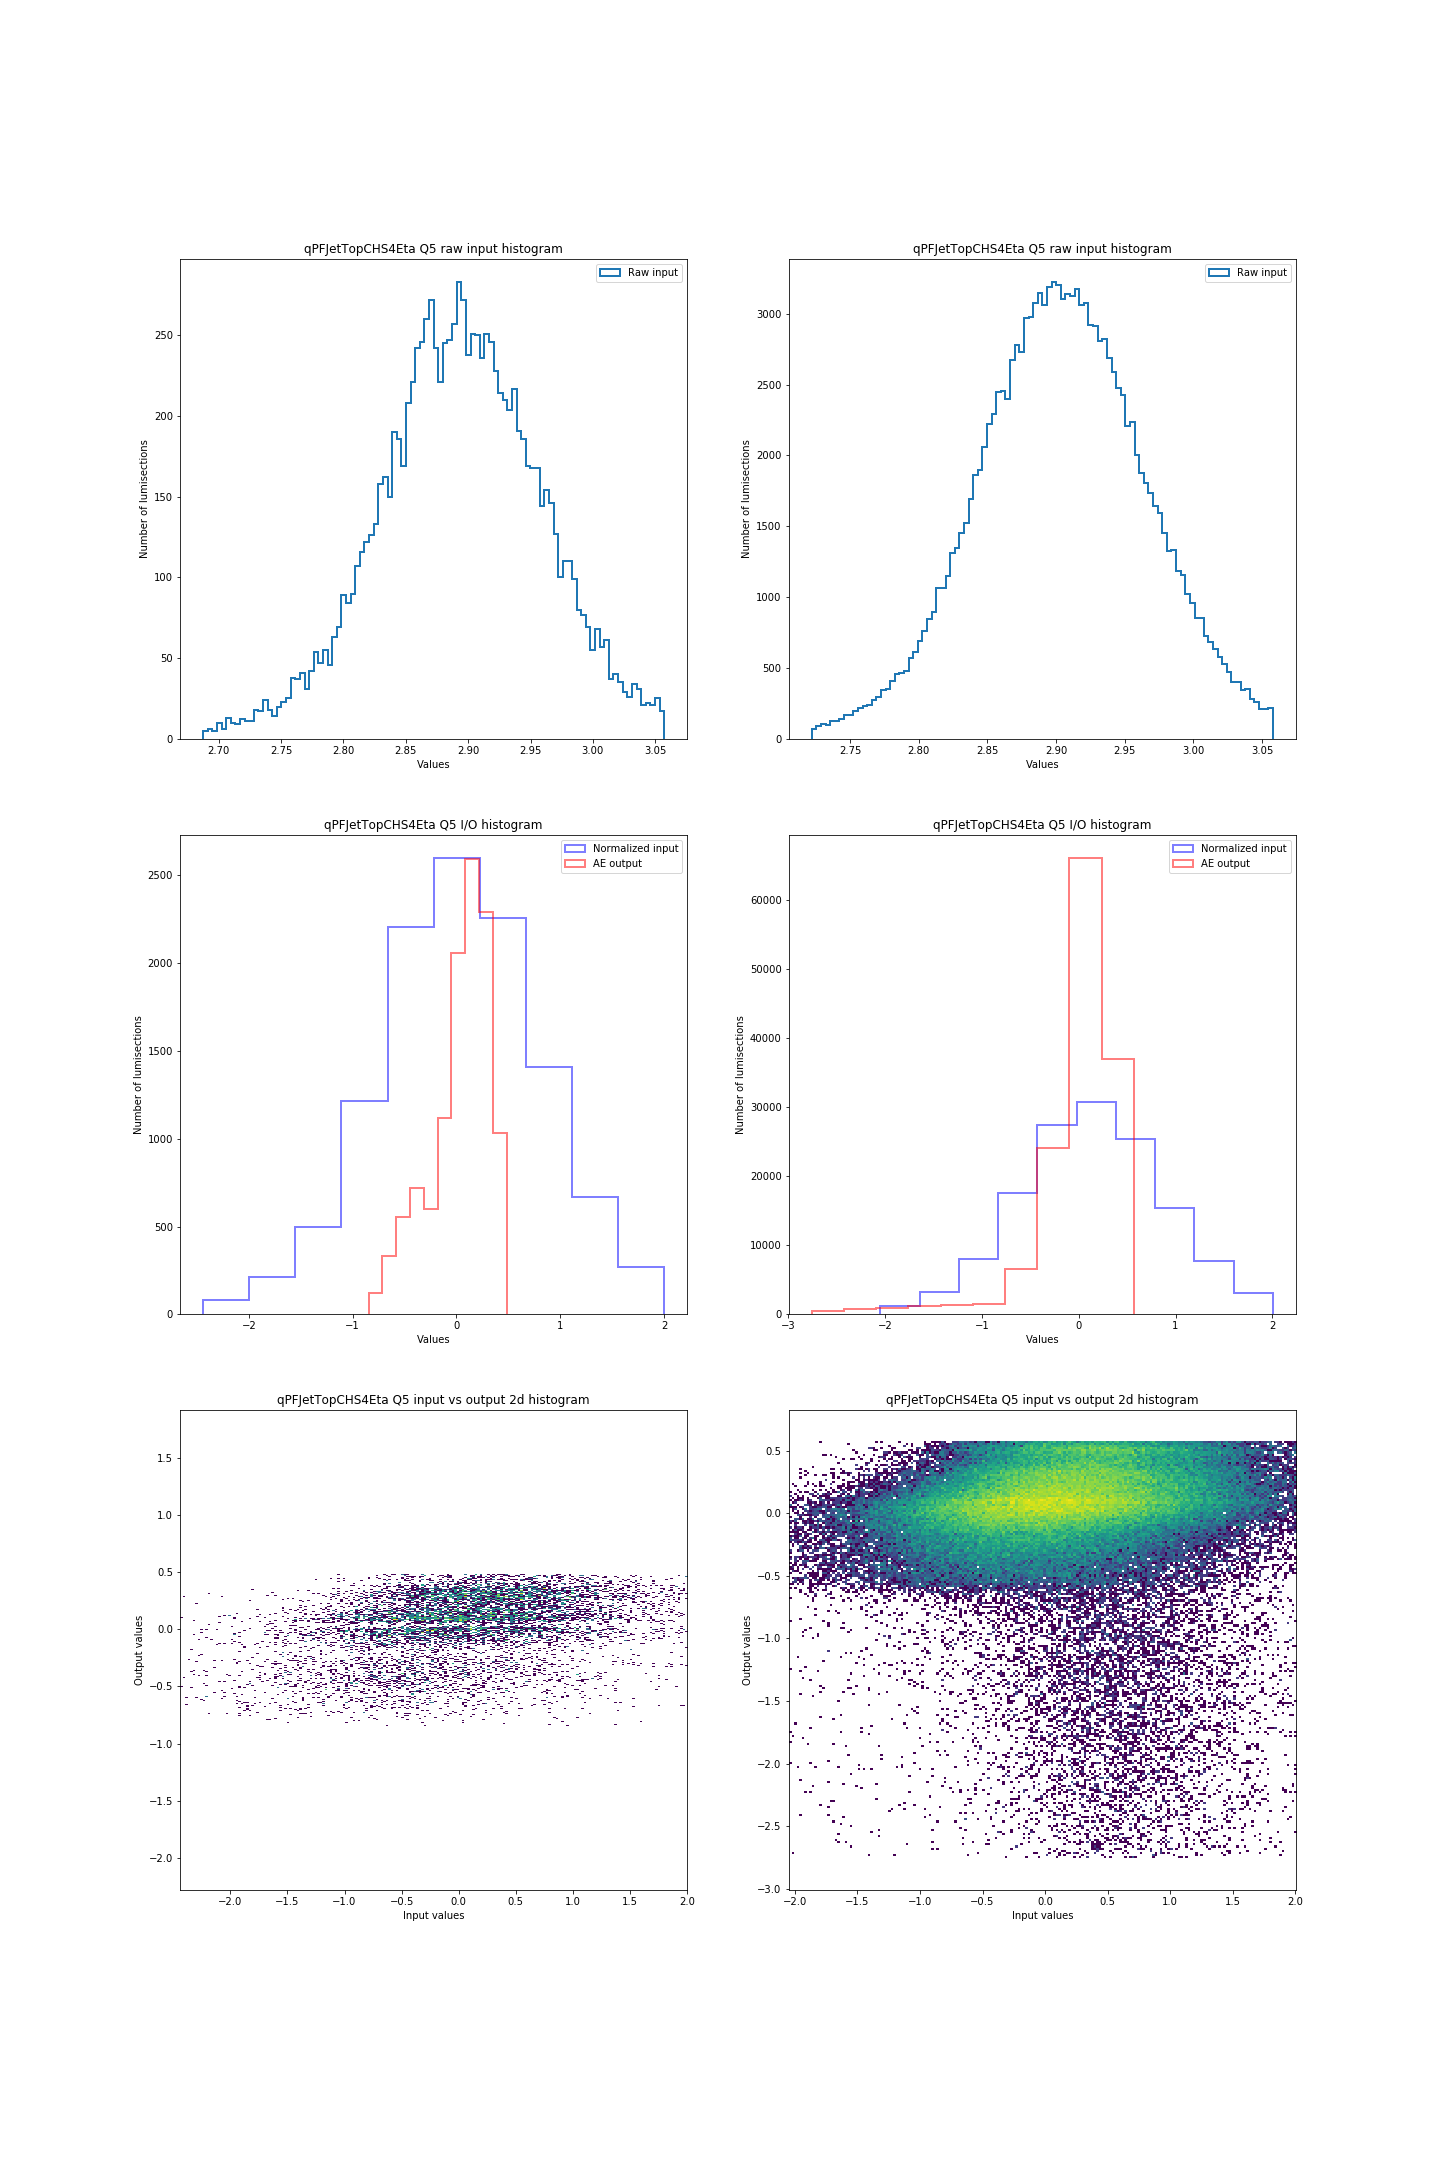 qPFJetTopCHS4Eta Q5 raw input histogram
Raw input
Number of lumisections
250
200
150
100
50
0
2.70 2.75 2.80 2.85 2.90 2.95 3.00 3.05
Values
qPFJetTopCHS4Eta Q5 raw input histogram
Raw input
Number of lumisections
3000
2500
2000
1500
1000
500
0
2.75 2.80 2.85 2.90 2.95 3.00 3.05
Values
qPFJetTopCHS4Eta Q5 I/O histogram
Normalized input
AE output
Number of lumisections
2500
2000
1500
1000
500
0
−2 −1 0 1 2
Values
qPFJetTopCHS4Eta Q5 I/O histogram
Normalized input
AE output
Number of lumisections
60000
50000
40000
30000
20000
10000
0
−3 −2 −1 0 1 2
Values
qPFJetTopCHS4Eta Q5 input vs output 2d histogram
Output values
1.5
1.0
0.5
0.0
−0.5
−1.0
−1.5
−2.0
−2.0 −1.5 −1.0 −0.5 0.0 0.5 1.0 1.5 2.0
Input values
qPFJetTopCHS4Eta Q5 input vs output 2d histogram
Output values
0.5
0.0
−0.5
−1.0
−1.5
−2.0
−2.5
−3.0
−2.0 −1.5 −1.0 −0.5 0.0 0.5 1.0 1.5 2.0
Input values